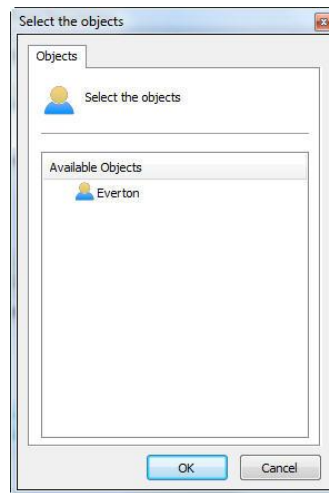 Select the objects
Objects
Select the objects
Available Objects
Everton
OK
Cancel